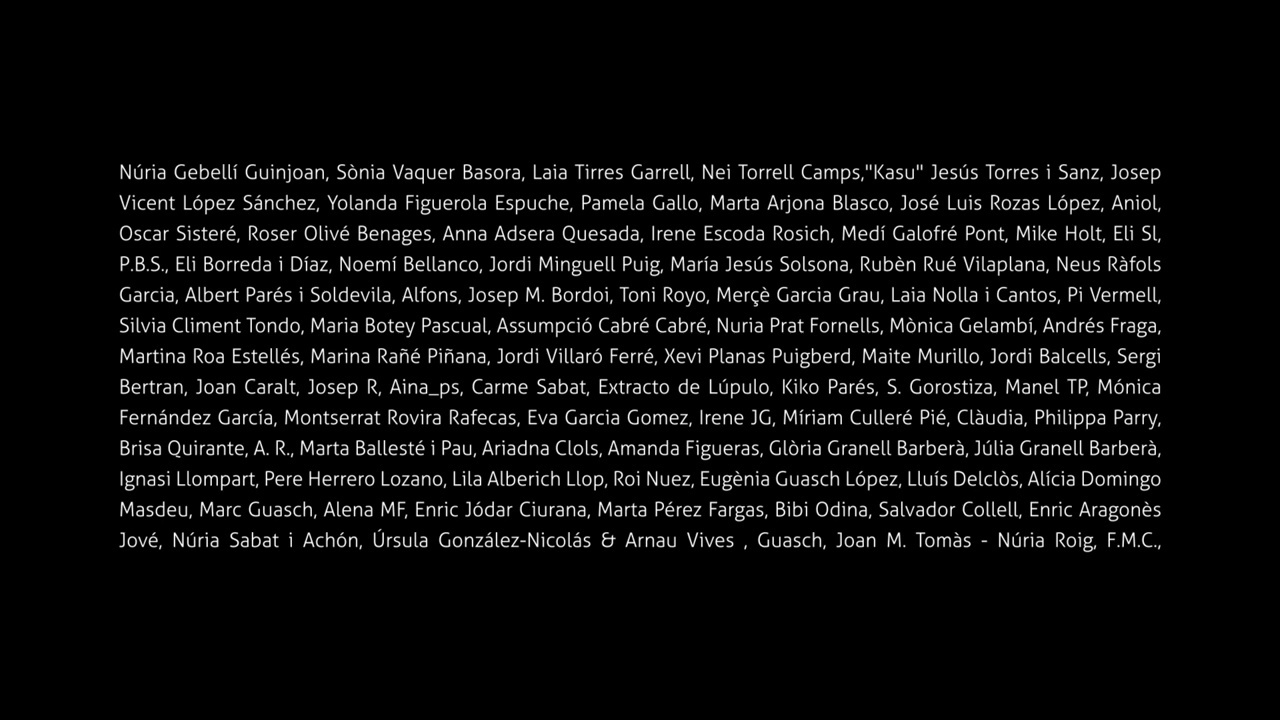 Núria Gebellí Guinjoan, Sònia Vaquer Basora, Laia Tirres Garrell, Nei Torrell Camps,"Kasu" Jesús Torres i Sanz, Josep
Vicent López Sánchez, Yolanda Figuerola Espuche, Pamela Gallo, Marta Arjona Blasco, José Luis Rozas López, Aniol,
Oscar Sisteré, Roser Olivé Benages, Anna Adsera Quesada, Irene Escoda Rosich, Medí Galofré Pont, Mike Holt, Eli Sl,
P.B.S., Eli Borreda i Díaz, Noemí Bellanco, Jordi Minguell Puig, María Jesús Solsona, Rubèn Rué Vilaplana, Neus Ràfols
Garcia, Albert Parés i Soldevila, Alfons, Josep M. Bordoi, Toni Royo, Merçè Garcia Grau, Laia Nolla i Cantos, Pi Vermell,
Silvia Climent Tondo, Maria Botey Pascual, Assumpció Cabré Cabré, Nuria Prat Fornells, Mònica Gelambí, Andrés Fraga,
Martina Roa Estellés, Marina Rañé Piñana, Jordi Villaró Ferré, Xevi Planas Puigberd, Maite Murillo, Jordi Balcells, Sergi
Bertran, Joan Caralt, Josep R, Aina_ps, Carme Sabat, Extracto de Lúpulo, Kiko Parés, S. Gorostiza, Manel TP, Mónica
Fernández García, Montserrat Rovira Rafecas, Eva Garcia Gomez, Irene JG, Míriam Culleré Pié, Clàudia, Philippa Parry,
Brisa Quirante, A. R., Marta Ballesté i Pau, Ariadna Clols, Amanda Figueras, Glòria Granell Barberà, Júlia Granell Barberà,
Ignasi Llompart, Pere Herrero Lozano, Lila Alberich Llop, Roi Nuez, Eugènia Guasch López, Lluís Delclòs, Alícia Domingo
Masdeu, Marc Guasch, Alena MF, Enric Jódar Ciurana, Marta Pérez Fargas, Bibi Odina, Salvador Collell, Enric Aragonès
Jové, Núria Sabat i Achón, Úrsula González-Nicolás & Arnau Vives , Guasch, Joan M. Tomàs - Núria Roig, F.M.C.,